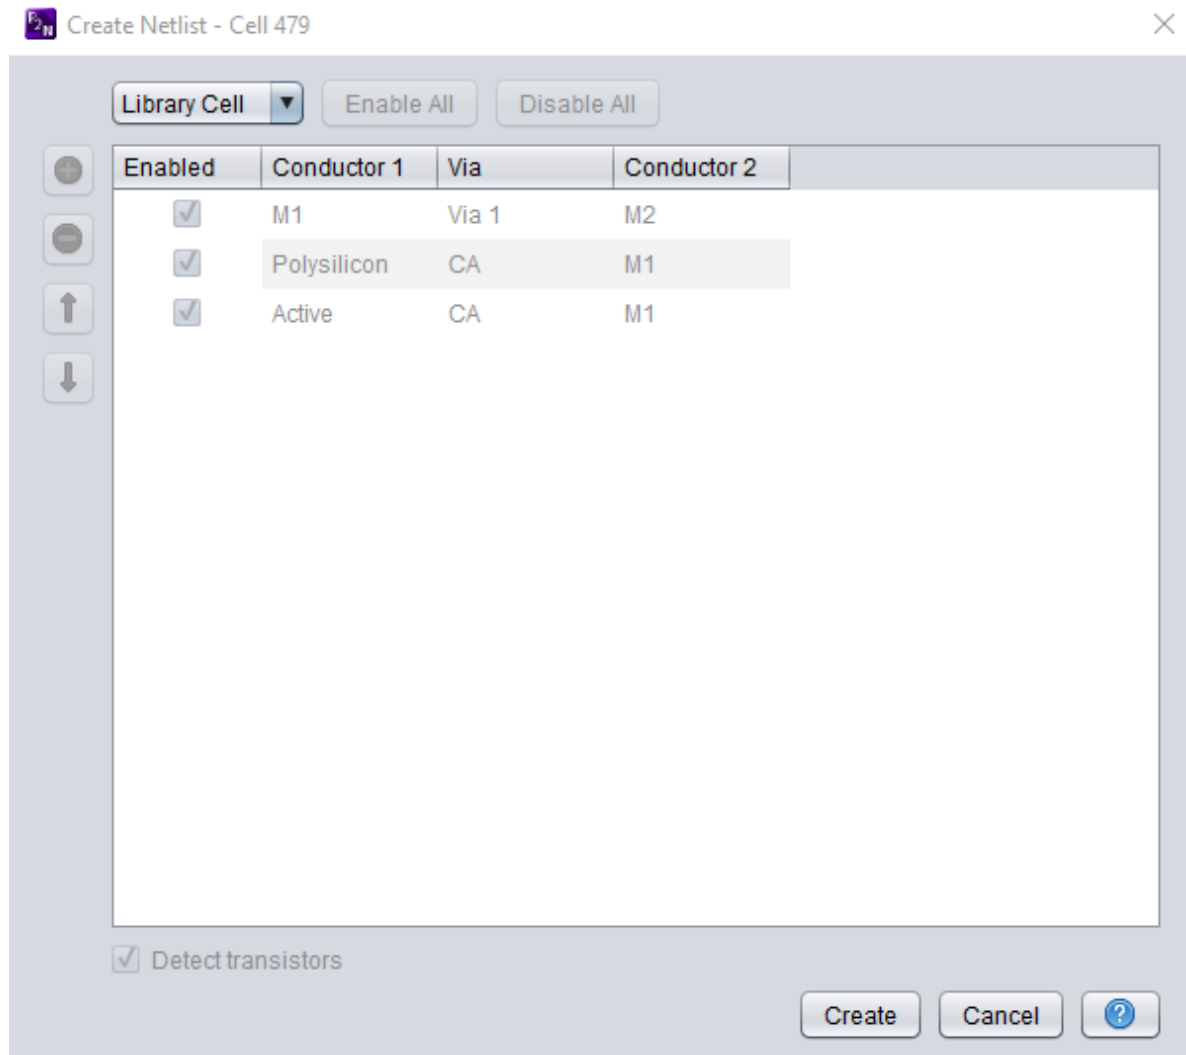 P2N Create Netlist - Cell 479
Library Cell Enable All Disable All
Enabled Conductor 1 Via Conductor 2
M1 Via 1 M2
Polysilicon CA M1
Active CA M1
Detect transistors
Create Cancel ?